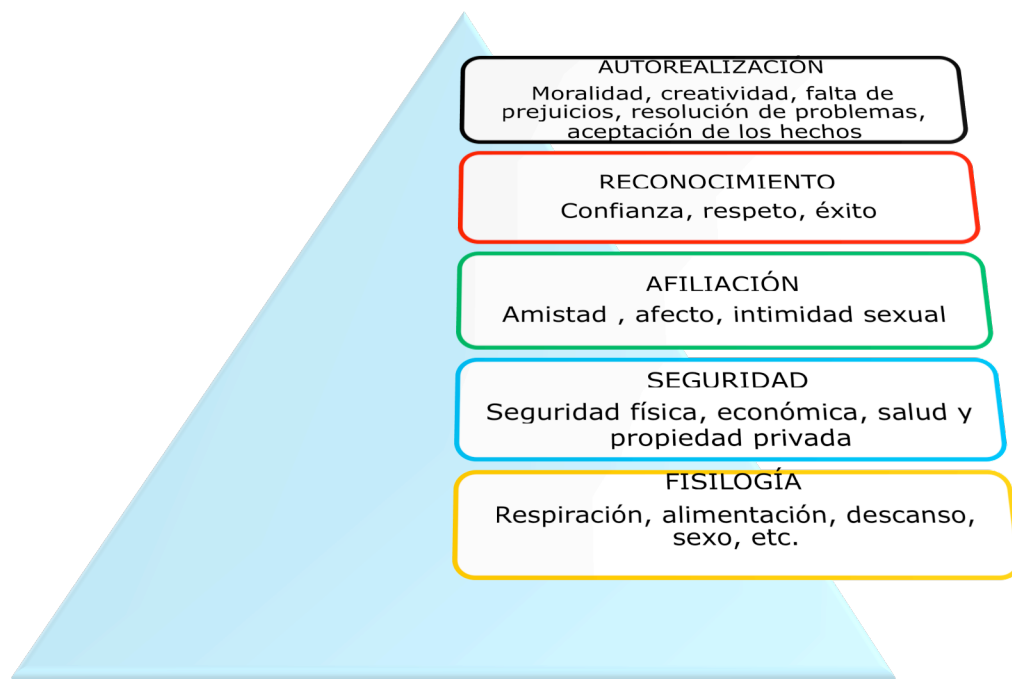 AUTOREALIZACIÓN
Moralidad, creatividad, falta de
prejuicios, resolución de problemas,
aceptación de los hechos
RECONOCIMIENTO
Confianza, respeto, éxito
AFILIACIÓN
Amistad , afecto, intimidad sexual
SEGURIDAD
Seguridad física, económica, salud y
propiedad privada
FISILOGÍA
Respiración, alimentación, descanso,
sexo, etc.